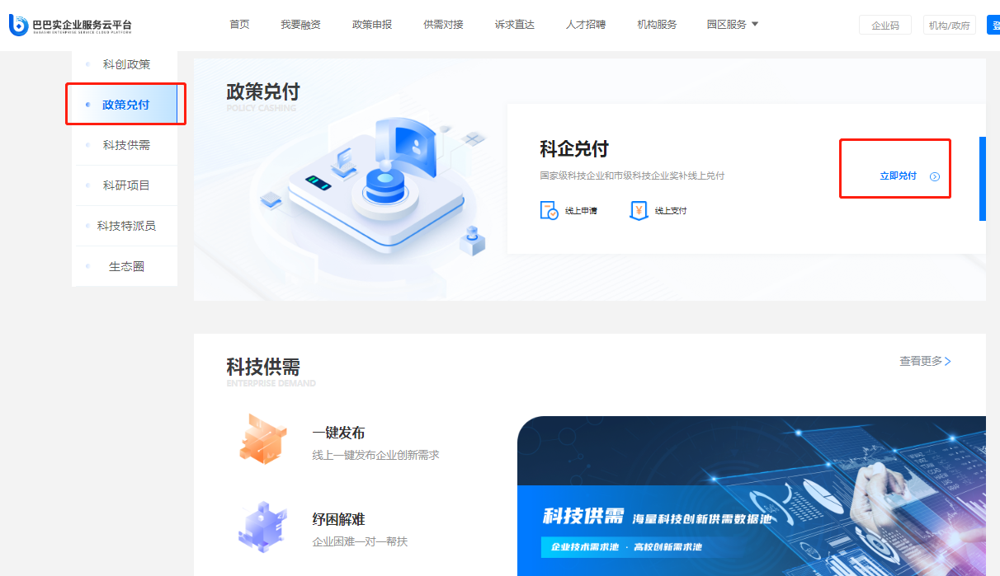 巴巴实企业服务云平台
BABASHI ENTERPRISE SERVICE CLOUD PLATFORM
首页
我要融资
政策申报
供需对接
诉求直达
人才招聘
机构服务
园区服务
企业码
机构/政府
科创政策
政策兑付
科技供需
科研项目
科技特派员
生态圈
政策兑付
POLICY CASHING
科企兑付
国家级科技企业和市级科技企业奖补线上兑付
线上申请
线上支付
立即兑付
科技供需
ENTERPRISE DEMAND
查看更多
一键发布
线上一键发布企业创新需求
纾困解难
企业困难一对一帮扶
科技供需 海量科技创新供需数据池
企业技术需求池 · 高校创新需求池